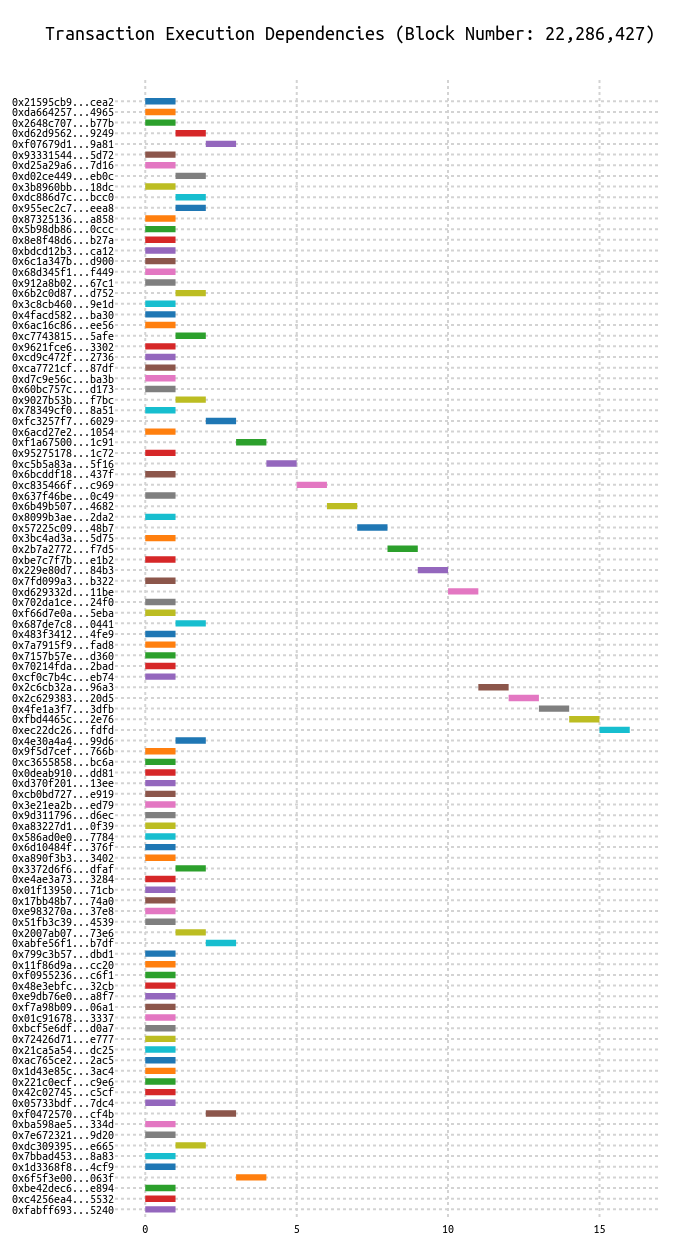 Transaction Execution Dependencies (Block Number: 22,286,427)
0x21595cb9...cea2
0xda664257...4965
0x2648c707...b77b
0xd62d9562...9249
0xf07679d1...9a81
0x93331544...5d72
0xd25a29a6...7d16
0xd02ce449...eb0c
0x3b8960bb...18dc
0xdc886d7c...bcc0
0x955ec2c7...eea8
0x87325136...a858
0x5b98db86...0ccc
0x8e8f48d6...b27a
0xbdcd12b3...ca12
0x6c1a347b...d900
0x68d345f1...f449
0x912a8b02...67c1
0x6b2c0d87...d752
0x3c8cb460...9e1d
0x4facd582...ba30
0x6ac16c86...ee56
0xc7743815...5afe
0x9621fce6...3302
0xcd9c472f...2736
0xca7721cf...87df
0xd7c9e56c...ba3b
0x60bc757c...d173
0x9027b53b...f7bc
0x78349cf0...8a51
0xfc3257f7...6029
0x6acd27e2...1054
0xf1a67500...1c91
0x95275178...1c72
0xc5b5a83a...5f16
0x6bcddf18...437f
0xc835466f...c969
0x637f46be...0c49
0x6b49b507...4682
0x8099b3ae...2da2
0x57225c09...48b7
0x3bc4ad3a...5d75
0x2b7a2772...f7d5
0xbe7c7f7b...e1b2
0x229e80d7...84b3
0x7fd099a3...b322
0xd629332d...11be
0x702da1ce...24f0
0xf66d7e0a...5eba
0x687de7c8...0441
0x483f3412...4fe9
0x7a7915f9...fad8
0x7157b57e...d360
0x70214fda...2bad
0xcf0c7b4c...eb74
0x2c6cb32a...96a3
0x2c629383...20d5
0x4fe1a3f7...3dfb
0xfbd4465c...2e76
0xec22dc26...fdfd
0x4e30a4a4...99d6
0x9f5d7cef...766b
0xc3655858...bc6a
0x0deab910...dd81
0xd370f201...13ee
0xcb0bd727...e919
0x3e21ea2b...ed79
0x9d311796...d6ec
0xa83227d1...0f39
0x586ad0e0...7784
0x6d10484f...376f
0xa890f3b3...3402
0x3372d6f6...dfaf
0xe4ae3a73...3284
0x01f13950...71cb
0x17bb48b7...74a0
0xe983270a...37e8
0x51fb3c39...4539
0x2007ab07...73e6
0xabfe56f1...b7df
0x799c3b57...dbd1
0x11f86d9a...cc20
0xf0955236...c6f1
0x48e3ebfc...32cb
0xe9db76e0...a8f7
0xf7a98b09...06a1
0x01c91678...3337
0xbcf5e6df...d0a7
0x72426d71...e777
0x21ca5a54...dc25
0xac765ce2...2ac5
0x1d43e85c...3ac4
0x221c0ecf...c9e6
0x42c02745...c5cf
0x05733bdf...7dc4
0xf0472570...cf4b
0xba598ae5...334d
0x7e672321...9d20
0xdc309395...e665
0x7bbad453...8a83
0x1d3368f8...4cf9
0x6f5f3e00...063f
0xbe42dec6...e894
0xc4256ea4...5532
0xfabff693...5240
0 5 10 15